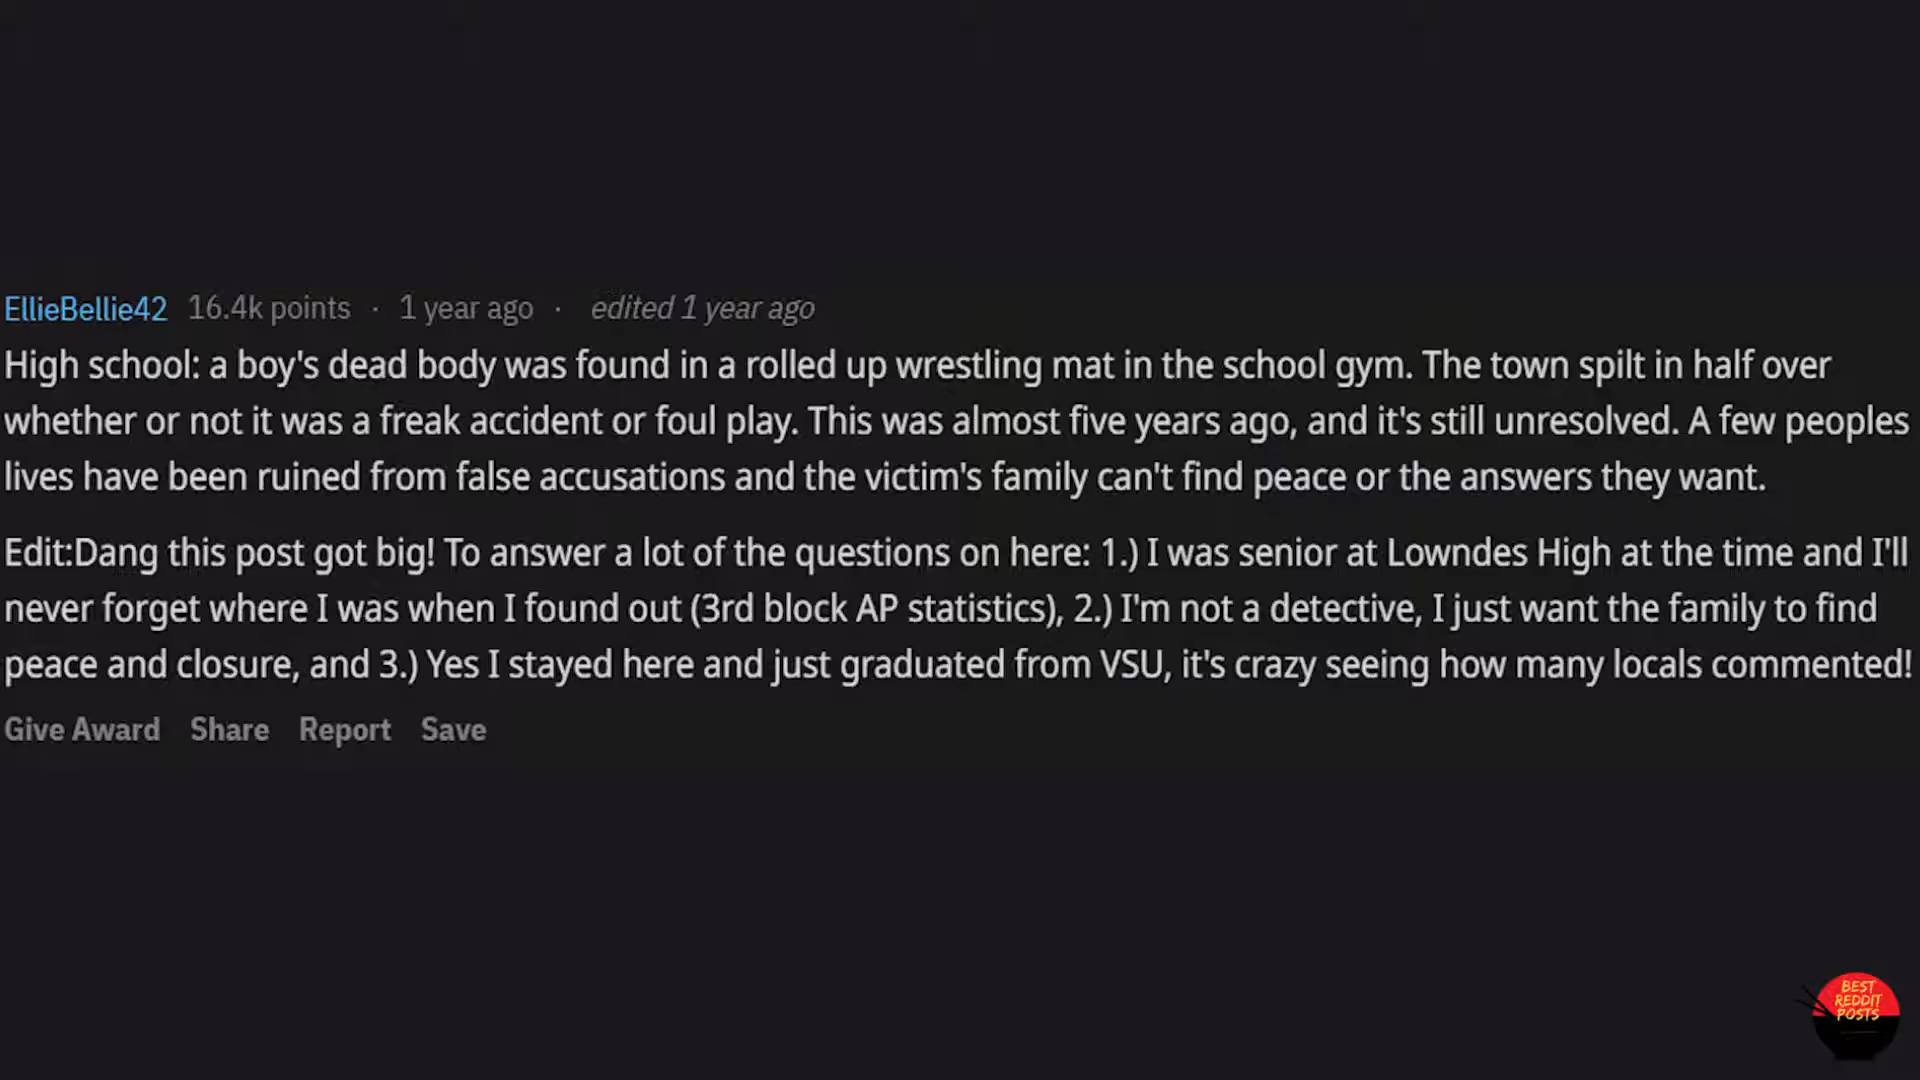 EllieBellie42 16.4k points · 1 year ago · edited 1 year ago
High school: a boy's dead body was found in a rolled up wrestling mat in the school gym. The town spilt in half over
whether or not it was a freak accident or foul play. This was almost five years ago, and it's still unresolved. A few peoples
lives have been ruined from false accusations and the victim's family can't find peace or the answers they want.
Edit:Dang this post got big! To answer a lot of the questions on here: 1.) I was senior at Lowndes High at the time and I'll
never forget where I was when I found out (3rd block AP statistics), 2.) I'm not a detective, I just want the family to find
peace and closure, and 3.) Yes I stayed here and just graduated from VSU, it's crazy seeing how many locals commented!
Give Award Share Report Save
BEST
REDDIT
POSTS